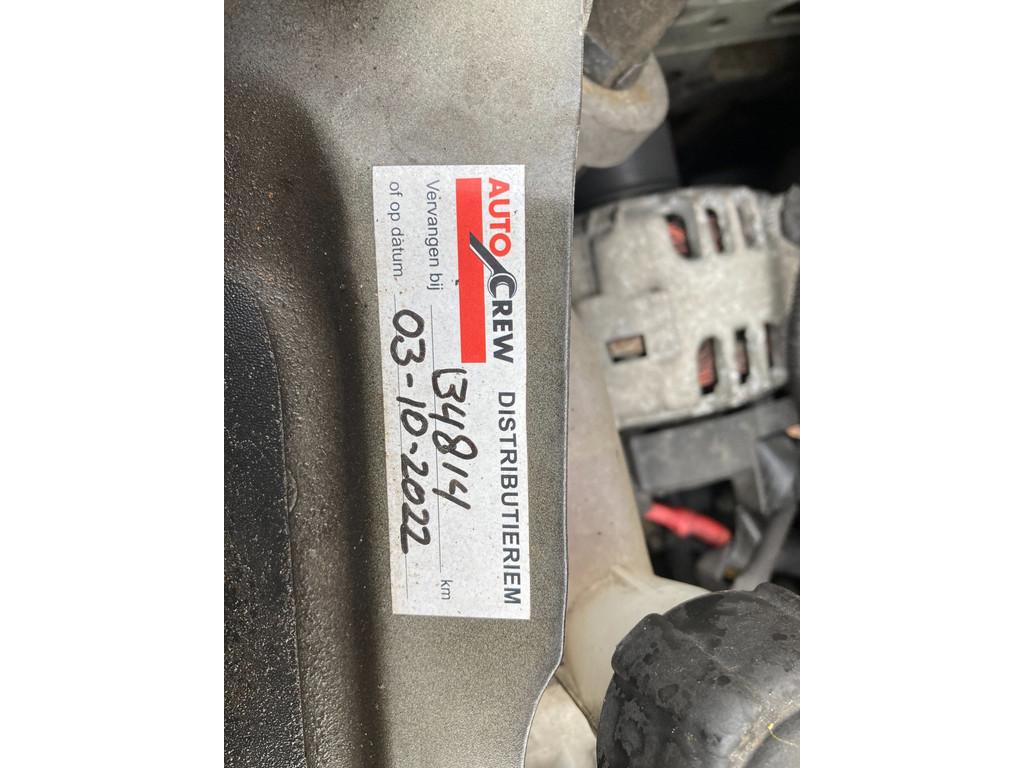 AUTO CREW DISTRIBUTIERIEM
Vervangen bij 134814 km
of op datum 03-10-2022